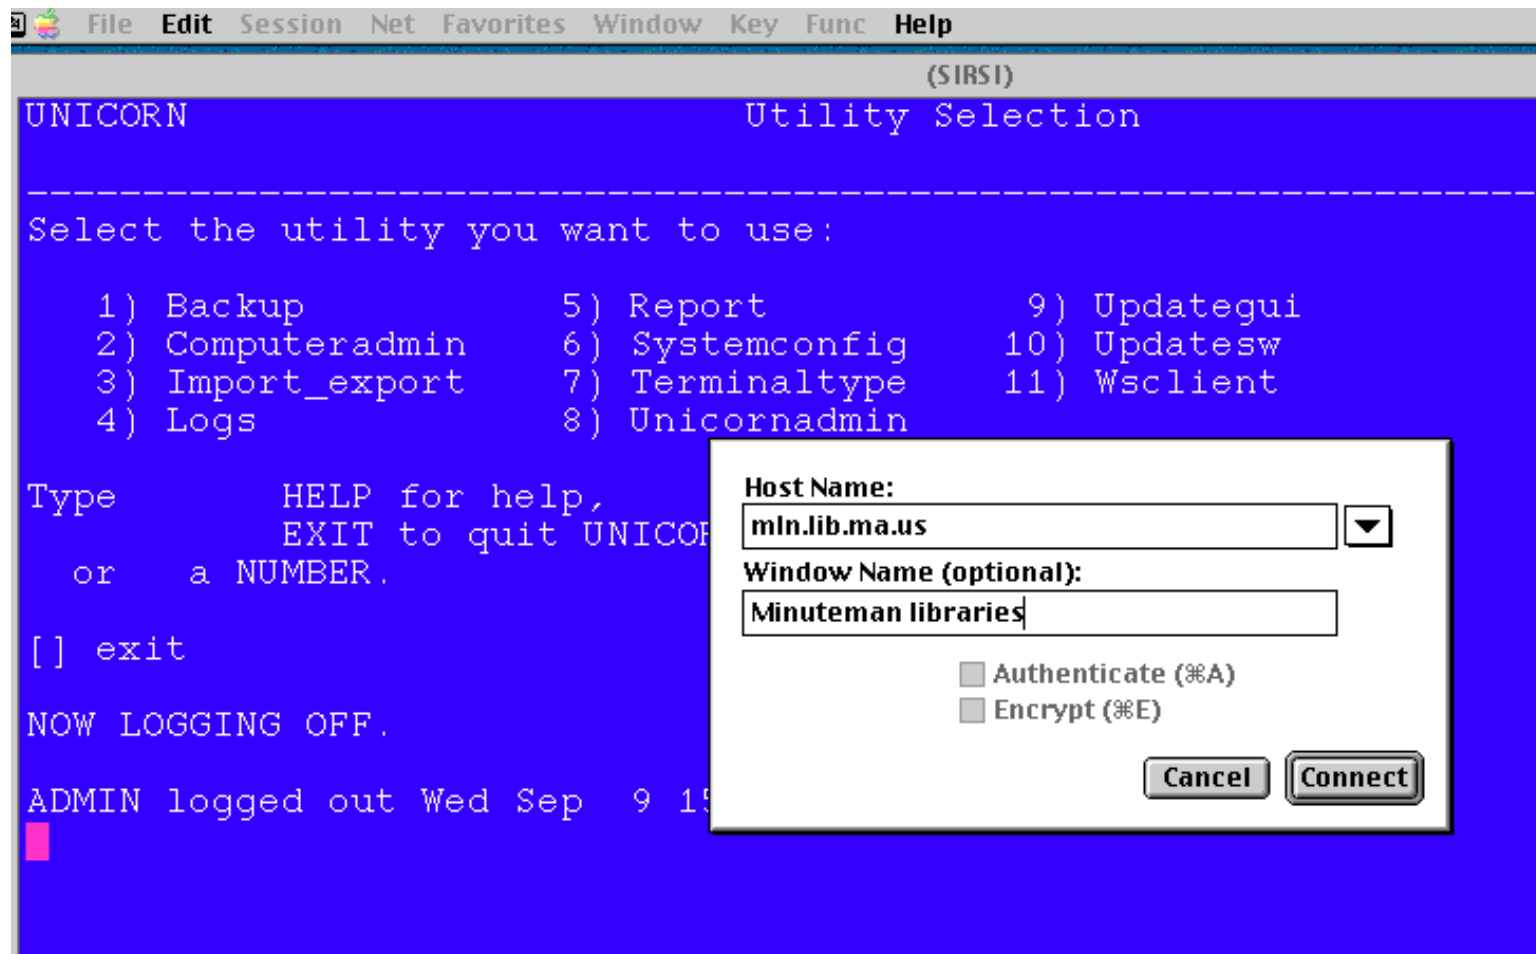 File Edit Session Net Favorites Window Key Func Help
(SIRSI)
UNICORN Utility Selection
Select the utility you want to use:
1) Backup 5) Report 9) Updategui
2) Computeradmin 6) Systemconfig 10) Updatesw
3) Import_export 7) Terminaltype 11) Wsclient
4) Logs 8) Unicornadmin
Type HELP for help,
EXIT to quit
or a NUMBER.
[] exit
NOW LOGGING OFF.
ADMIN logged out Wed Sep 9
Host Name:
mln.lib.ma.us
Window Name (optional):
Minuteman libraries
Authenticate (⌘A)
Encrypt (⌘E)
Cancel Connect